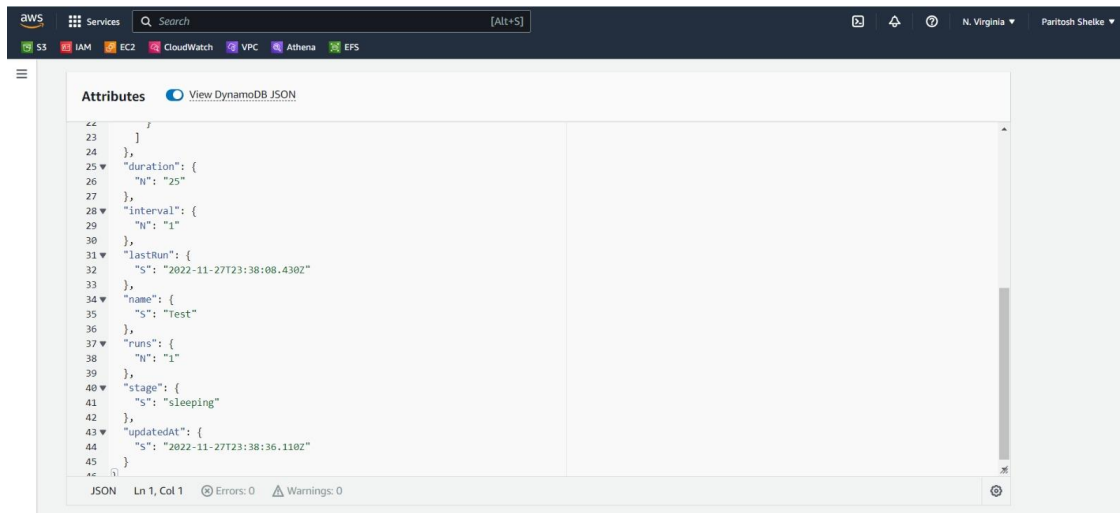 aws Services Search [Alt+S] N. Virginia ▼ Paritosh Shelke ▼
S3 IAM EC2 CloudWatch VPC Athena EFS
Attributes View DynamoDB JSON
22 }
23 ]
24 },
25 ▼ "duration": {
26 "N": "25"
27 },
28 ▼ "interval": {
29 "N": "1"
30 },
31 ▼ "lastRun": {
32 "S": "2022-11-27T23:38:08.430Z"
33 },
34 ▼ "name": {
35 "S": "Test"
36 },
37 ▼ "runs": {
38 "N": "1"
39 },
40 ▼ "stage": {
41 "S": "sleeping"
42 },
43 ▼ "updatedAt": {
44 "S": "2022-11-27T23:38:36.110Z"
45 }
46 }
JSON Ln 1, Col 1 Errors: 0 Warnings: 0